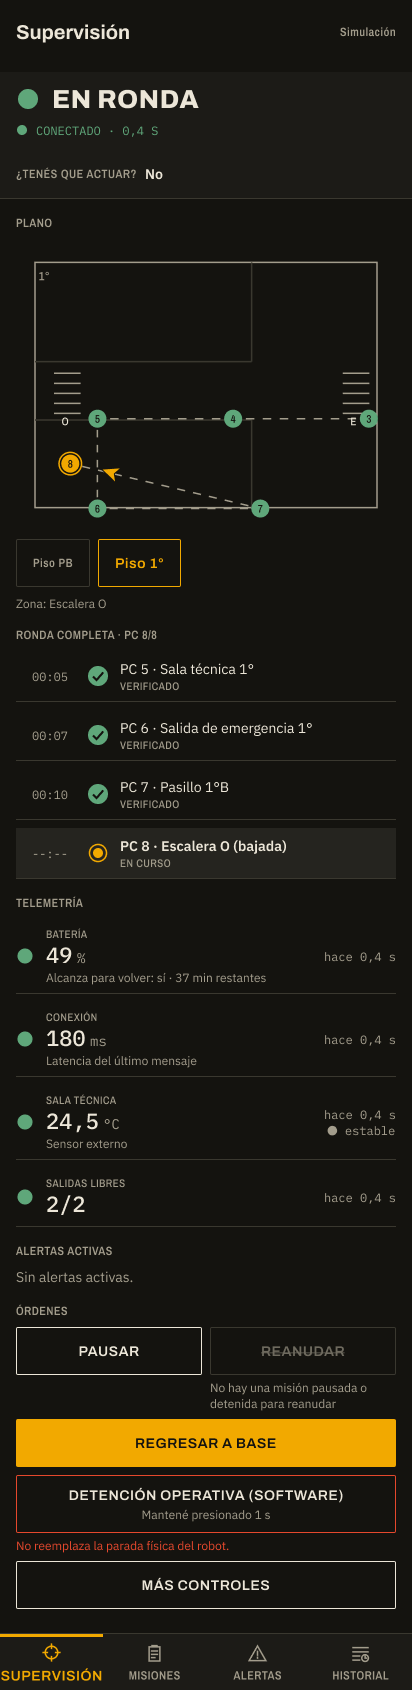 Supervisión
Simulación
EN RONDA
CONECTADO · 0,4 S
¿TENÉS QUE ACTUAR? No
PLANO
1°
O
E
5
4
3
8
6
7
Piso PB
Piso 1°
Zona: Escalera O
RONDA COMPLETA · PC 8/8
00:05
PC 5 · Sala técnica 1°
VERIFICADO
00:07
PC 6 · Salida de emergencia 1°
VERIFICADO
00:10
PC 7 · Pasillo 1°B
VERIFICADO
--:--
PC 8 · Escalera O (bajada)
EN CURSO
TELEMETRÍA
BATERÍA
49 %
hace 0,4 s
Alcanza para volver: sí · 37 min restantes
CONEXIÓN
180 ms
hace 0,4 s
Latencia del último mensaje
SALA TÉCNICA
24,5 °C
hace 0,4 s
estable
Sensor externo
SALIDAS LIBRES
2/2
hace 0,4 s
ALERTAS ACTIVAS
Sin alertas activas.
ÓRDENES
PAUSAR
REANUDAR
No hay una misión pausada o
detenida para reanudar
REGRESAR A BASE
DETENCIÓN OPERATIVA (SOFTWARE)
Mantené presionado 1 s
No reemplaza la parada física del robot.
MÁS CONTROLES
SUPERVISIÓN
MISIONES
ALERTAS
HISTORIAL